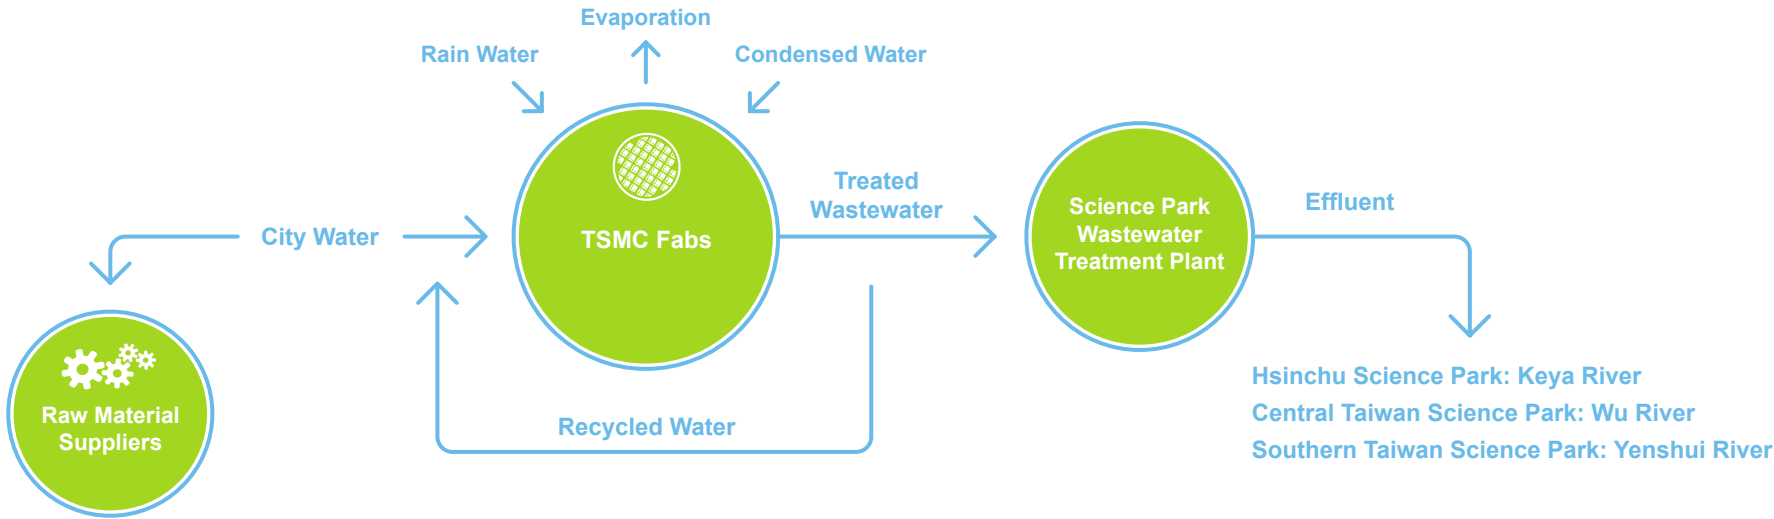 Evaporation
Rain Water
Condensed Water
City Water
TSMC Fabs
Treated
Wastewater
Science Park
Wastewater
Treatment Plant
Effluent
Raw Material
Suppliers
Recycled Water
Hsinchu Science Park: Keya River
Central Taiwan Science Park: Wu River
Southern Taiwan Science Park: Yenshui River